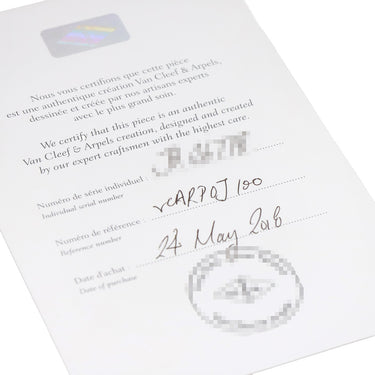 Nous vous certifions que cette pièce
est une authentique création Van Cleef & Arpels,
dessinée et créée par nos artisans experts
avec le plus grand soin.
We certify that this piece is an authentic
Van Cleef & Arpels creation, designed and created
by our expert craftsmen with the highest care.
Numéro de série individuel :
Individual serial number
Numéro de référence : vCARPOJ100
Reference number
Date d'achat : 24 May 2018
Date of purchase